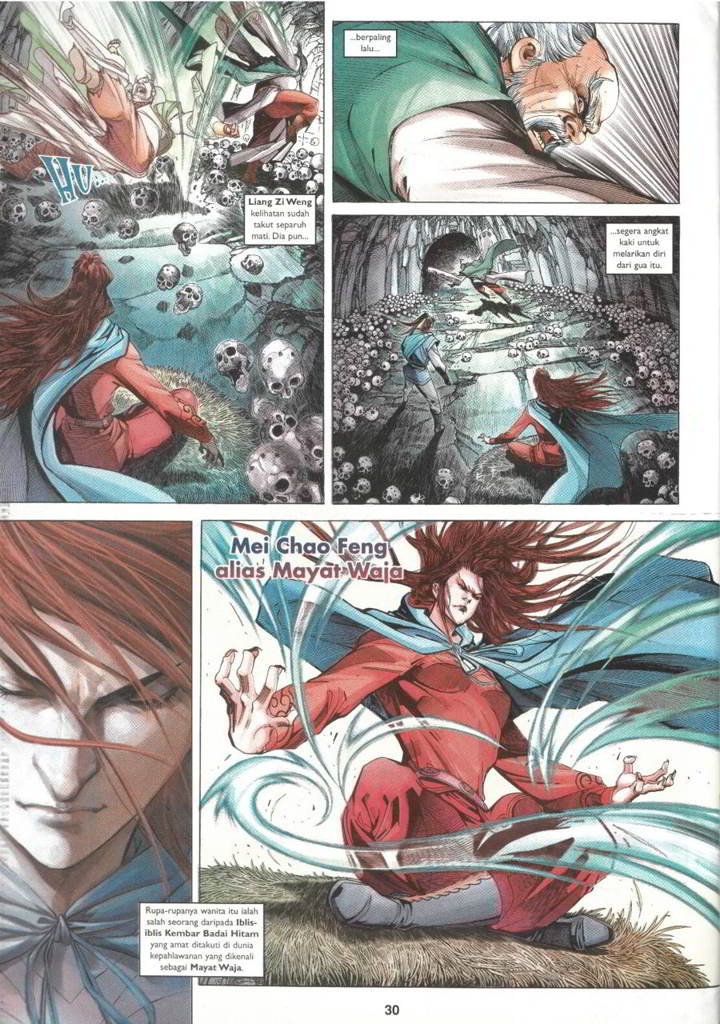 HU...
Liang Zi Weng
kelihatan sudah
takut separuh
mati. Dia pun...
...berpaling
lalu...
...segera angkat
kaki untuk
melarikan diri
dari gua itu.
Mei Chao Feng
alias Mayat Waja
Rupa-rupanya wanita itu ialah
salah seorang daripada Iblis-
iblis Kembar Badai Hitam
yang amat ditakuti di dunia
kepahlawanan yang dikenali
sebagai Mayat Waja.
30